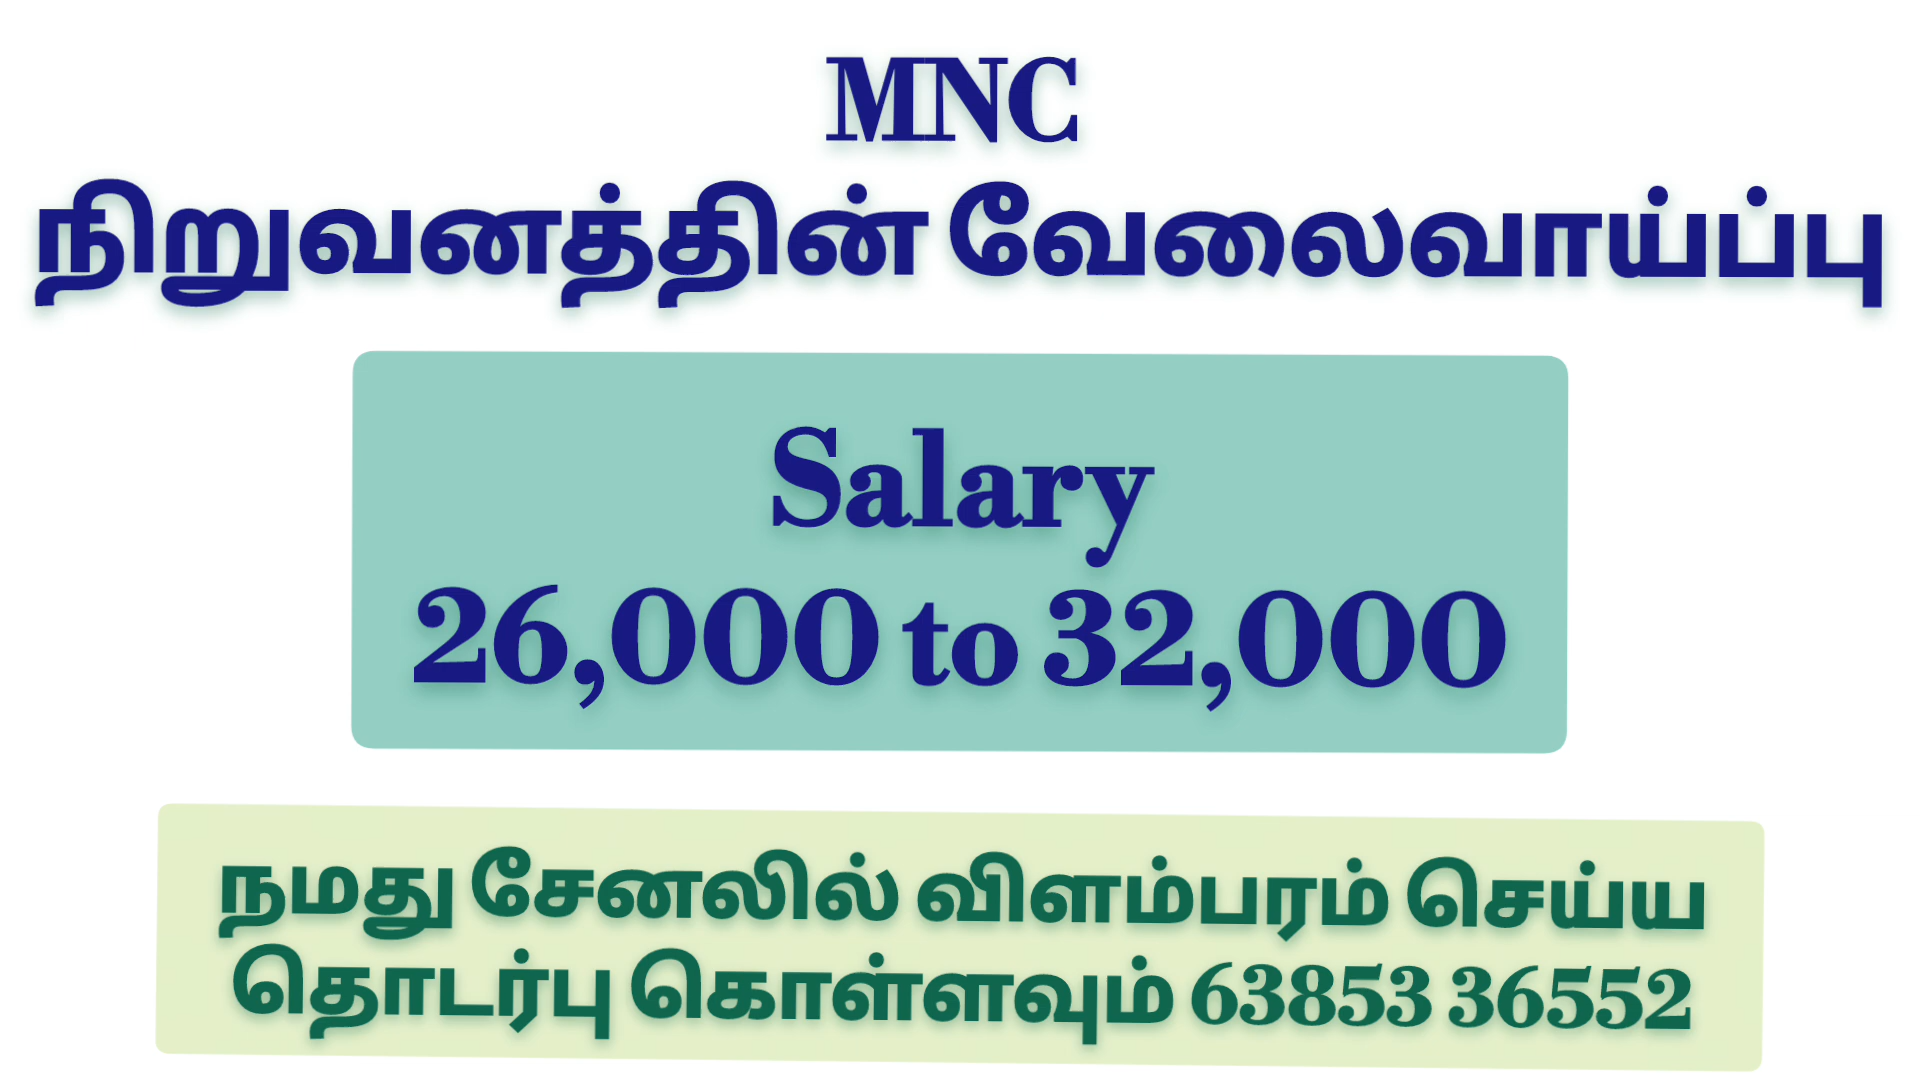 MNC
நிறுவனத்தின் வேலைவாய்ப்பு
Salary
26,000 to 32,000
நமது சேனலில் விளம்பரம் செய்ய
தொடர்பு கொள்ளவும் 63853 36552